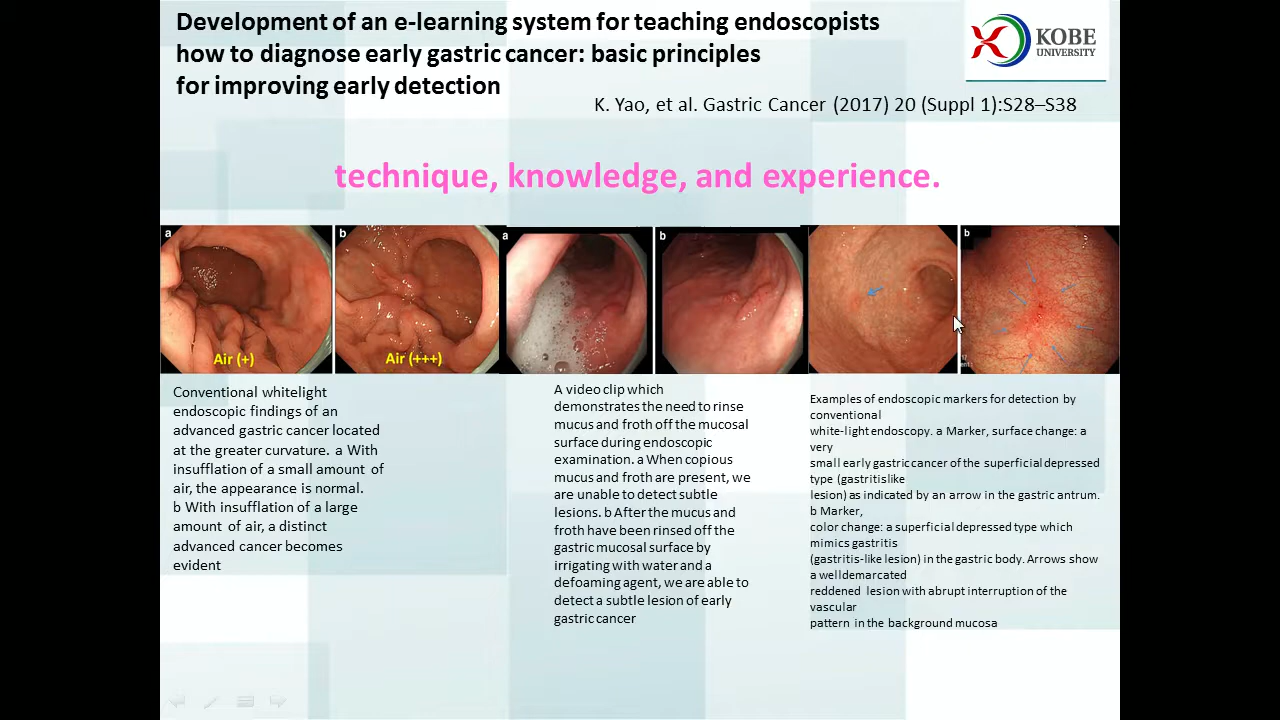 Development of an e-learning system for teaching endoscopists
how to diagnose early gastric cancer: basic principles
for improving early detection
KOBE
UNIVERSITY
K. Yao, et al. Gastric Cancer (2017) 20 (Suppl 1):S28–S38
technique, knowledge, and experience.
a
b
a
b
b
Air (+)
Air (+++)
Conventional whitelight
endoscopic findings of an
advanced gastric cancer located
at the greater curvature. a With
insufflation of a small amount of
air, the appearance is normal.
b With insufflation of a large
amount of air, a distinct
advanced cancer becomes
evident
A video clip which
demonstrates the need to rinse
mucus and froth off the mucosal
surface during endoscopic
examination. a When copious
mucus and froth are present, we
are unable to detect subtle
lesions. b After the mucus and
froth have been rinsed off the
gastric mucosal surface by
irrigating with water and a
defoaming agent, we are able to
detect a subtle lesion of early
gastric cancer
Examples of endoscopic markers for detection by
conventional
white-light endoscopy. a Marker, surface change: a
very
small early gastric cancer of the superficial depressed
type (gastritislike
lesion) as indicated by an arrow in the gastric antrum.
b Marker,
color change: a superficial depressed type which
mimics gastritis
(gastritis-like lesion) in the gastric body. Arrows show
a welldemarcated
reddened lesion with abrupt interruption of the
vascular
pattern in the background mucosa